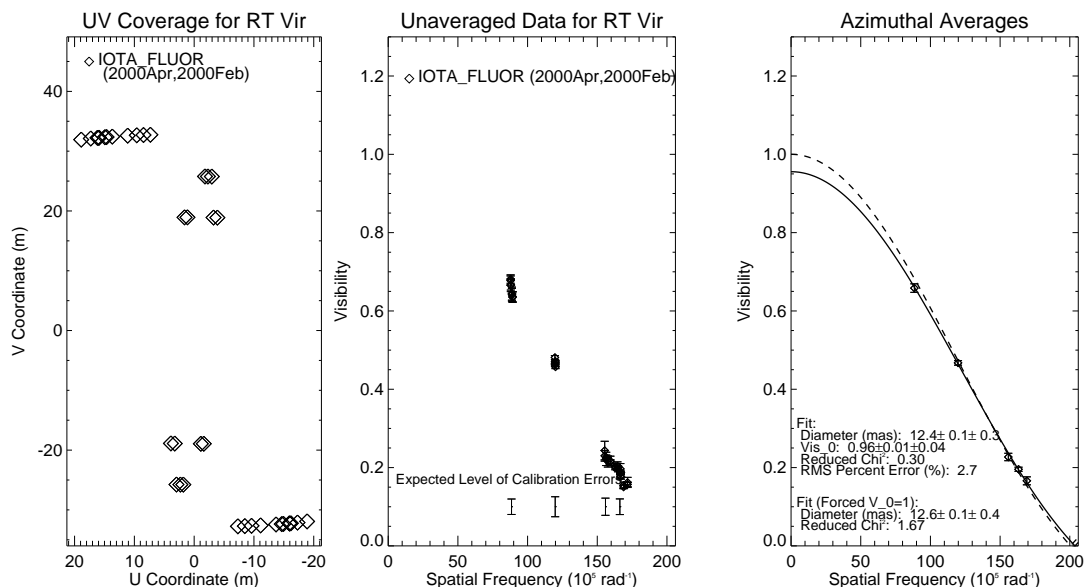 UV Coverage for RT Vir
IOTA_FLUOR
(2000Apr,2000Feb)
40
20
0
-20
V Coordinate (m)
20 10 0 -10 -20
U Coordinate (m)
Unaveraged Data for RT Vir
IOTA_FLUOR (2000Apr,2000Feb)
1.2
1.0
0.8
0.6
0.4
0.2
0.0
Visibility
Expected Level of Calibration Errors
0 50 100 150 200
Spatial Frequency (10⁵ rad⁻¹)
Azimuthal Averages
1.2
1.0
0.8
0.6
0.4
0.2
0.0
Visibility
Fit:
Diameter (mas): 12.4± 0.1± 0.3
Vis_0: 0.96±0.01±0.04
Reduced Chi²: 0.30
RMS Percent Error (%): 2.7
Fit (Forced V_0=1):
Diameter (mas): 12.6± 0.1± 0.4
Reduced Chi²: 1.67
0 50 100 150 200
Spatial Frequency (10⁵ rad⁻¹)